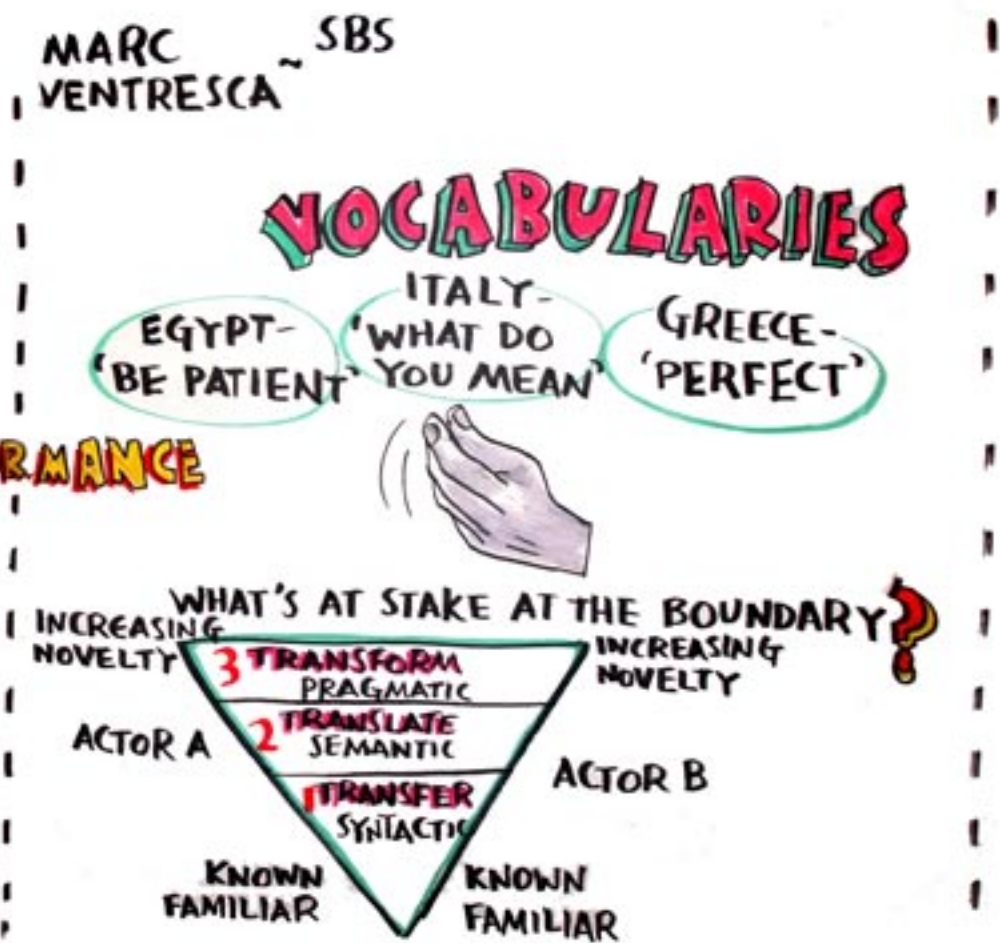 MARC ~ SBS
VENTRESCA
VOCABULARIES
EGYPT-
'BE PATIENT'
ITALY-
'WHAT DO
YOU MEAN'
GREECE-
'PERFECT'
RMANCE
WHAT'S AT STAKE AT THE BOUNDARY?
INCREASING
NOVELTY
INCREASING
NOVELTY
3 TRANSFORM
PRAGMATIC
2 TRANSLATE
SEMANTIC
ACTOR A
ACTOR B
1 TRANSFER
SYNTACTIC
KNOWN
FAMILIAR
KNOWN
FAMILIAR